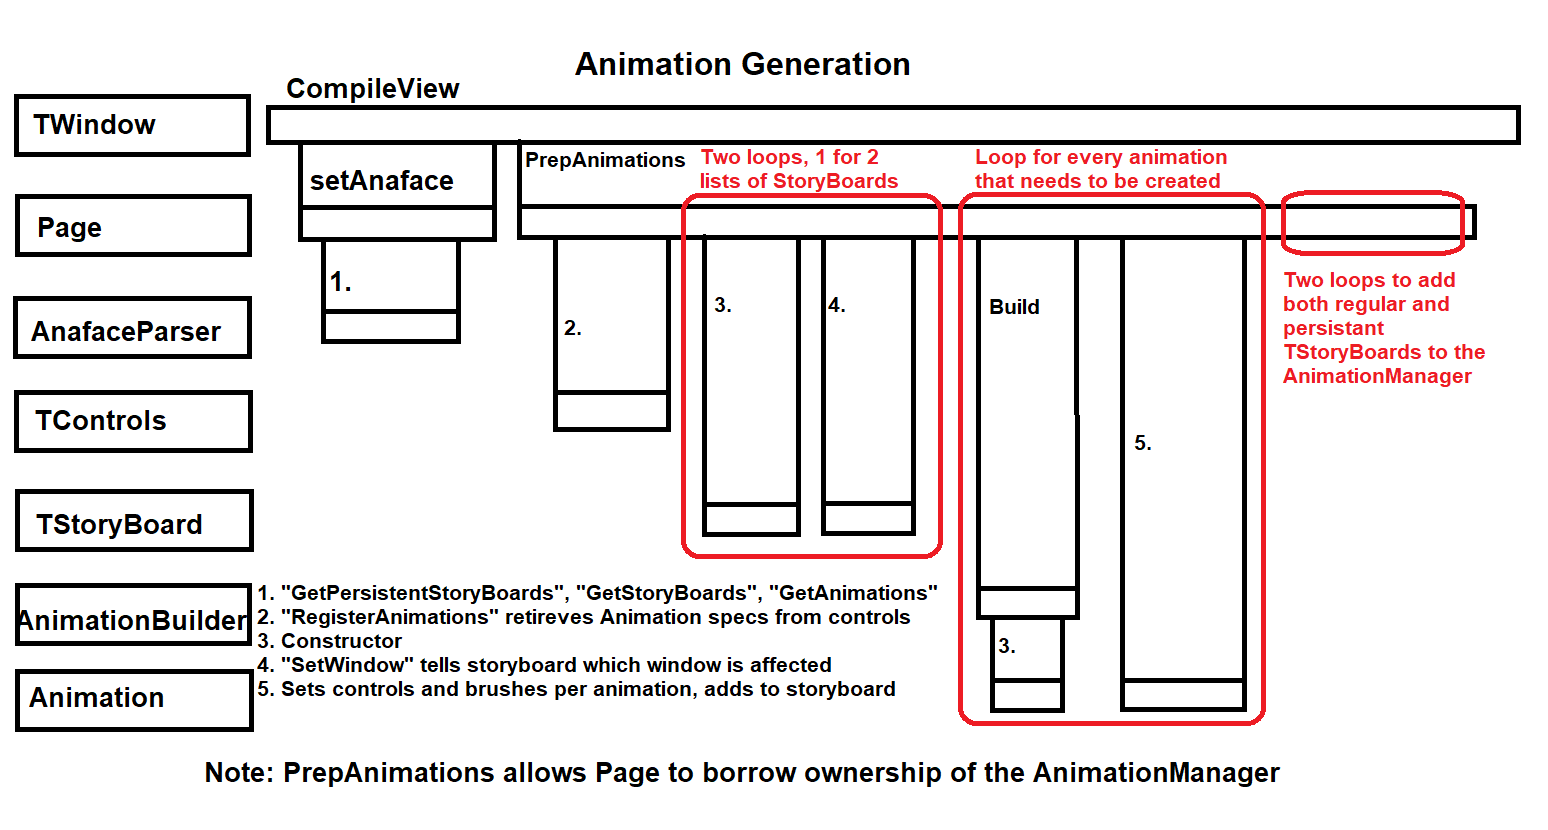 Animation Generation
CompileView
TWindow
PrepAnimations
Two loops, 1 for 2
lists of StoryBoards
Loop for every animation
that needs to be created
setAnaface
Page
1.
2.
3.
4.
Build
Two loops to add
both regular and
persistant
TStoryBoards to the
AnimationManager
AnafaceParser
TControls
5.
TStoryBoard
AnimationBuilder
1. "GetPersistentStoryBoards", "GetStoryBoards", "GetAnimations"
2. "RegisterAnimations" retireves Animation specs from controls
3. Constructor
4. "SetWindow" tells storyboard which window is affected
5. Sets controls and brushes per animation, adds to storyboard
3.
Animation
Note: PrepAnimations allows Page to borrow ownership of the AnimationManager